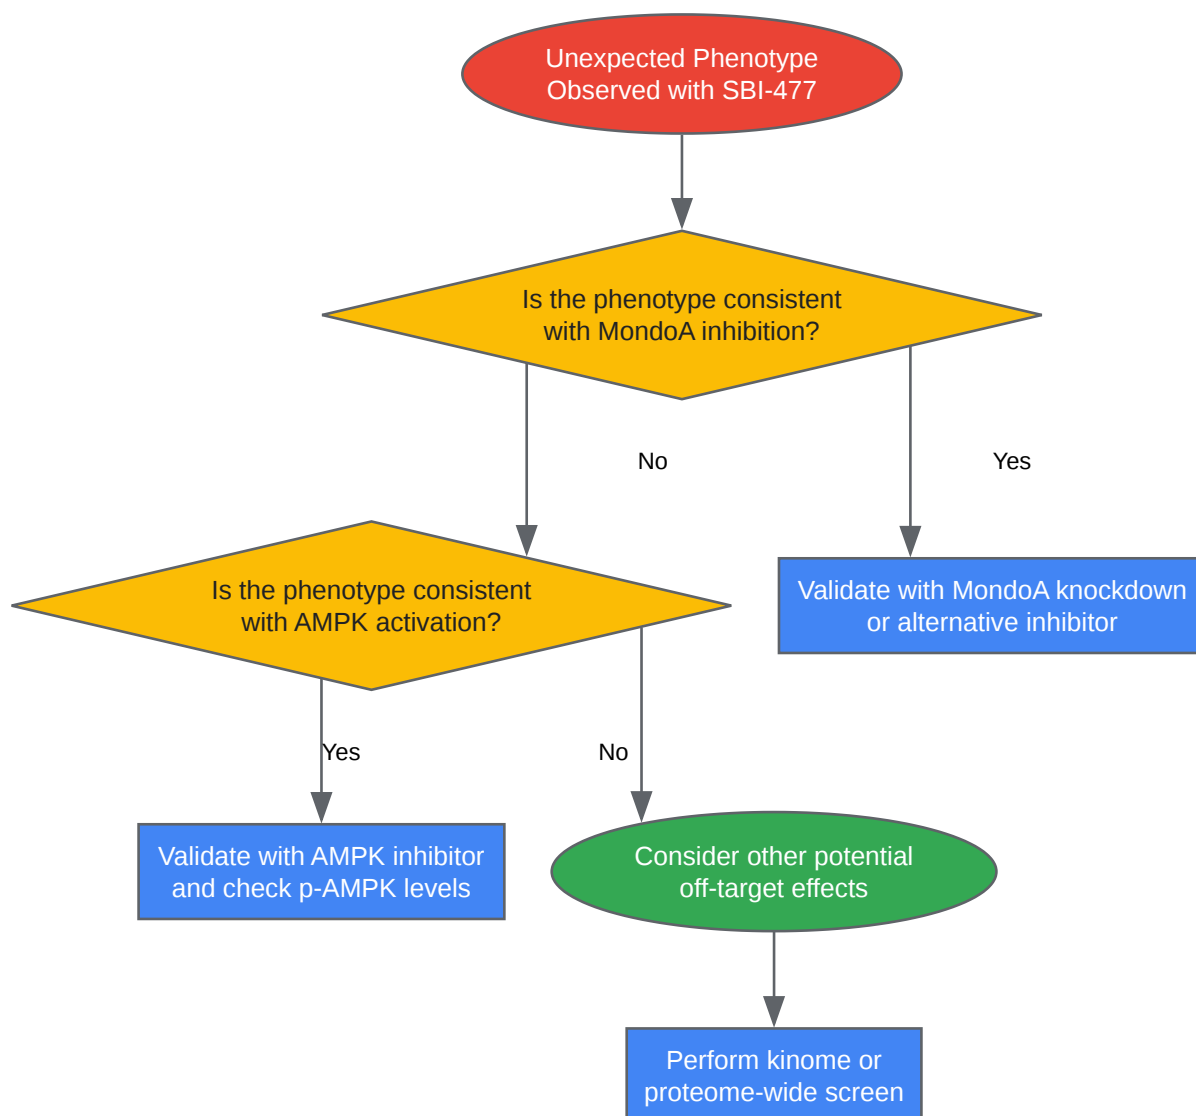 Unexpected Phenotype
Observed with SBI-477
Is the phenotype consistent
with MondoA inhibition?
No
Yes
Is the phenotype consistent
with AMPK activation?
Validate with MondoA knockdown
or alternative inhibitor
Yes
No
Validate with AMPK inhibitor
and check p-AMPK levels
Consider other potential
off-target effects
Perform kinome or
proteome-wide screen